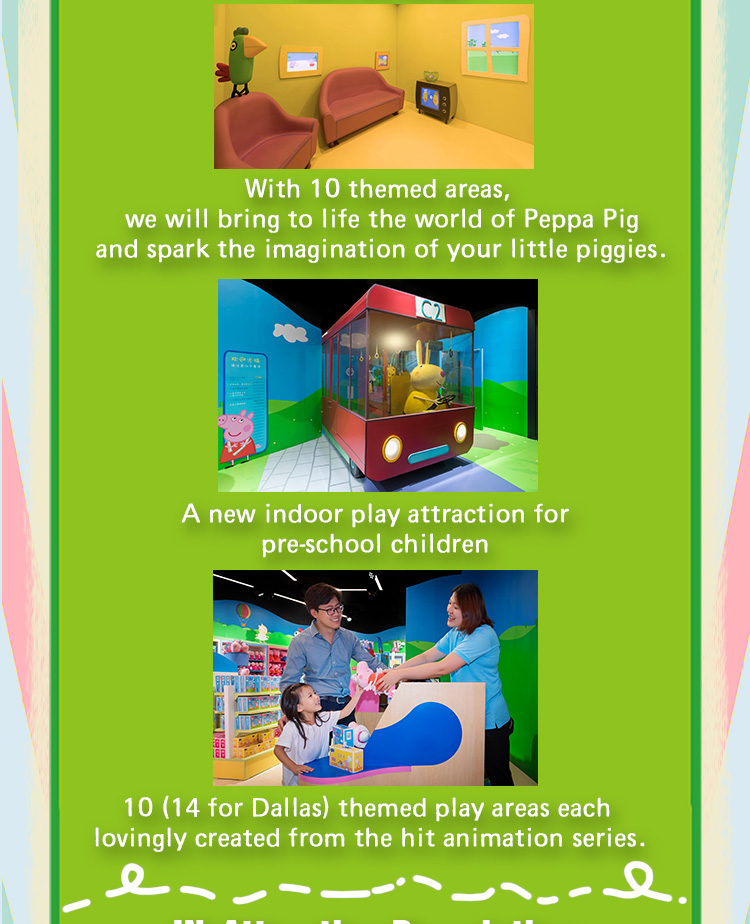 With 10 themed areas,
we will bring to life the world of Peppa Pig
and spark the imagination of your little piggies.
C2
A new indoor play attraction for
pre-school children
10 (14 for Dallas) themed play areas each
lovingly created from the hit animation series.